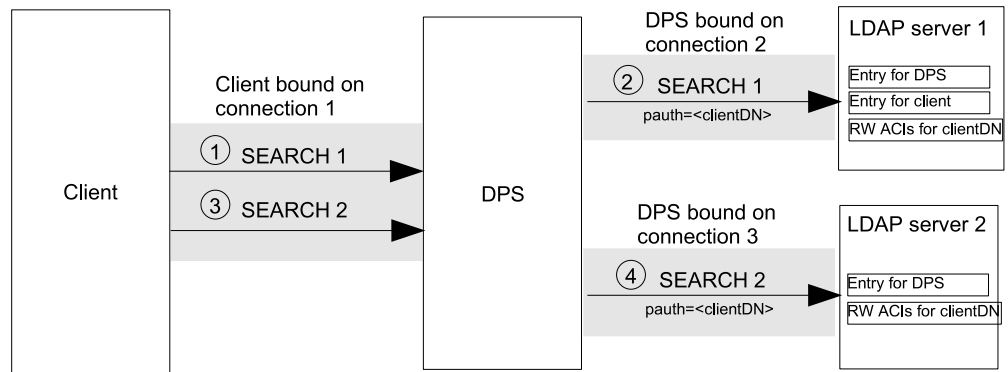 Client
Client bound on
connection 1
1 SEARCH 1
3 SEARCH 2
DPS
DPS bound on
connection 2
2 SEARCH 1
pauth=<clientDN>
LDAP server 1
Entry for DPS
Entry for client
RW ACIs for clientDN
DPS bound on
connection 3
4 SEARCH 2
pauth=<clientDN>
LDAP server 2
Entry for DPS
RW ACIs for clientDN